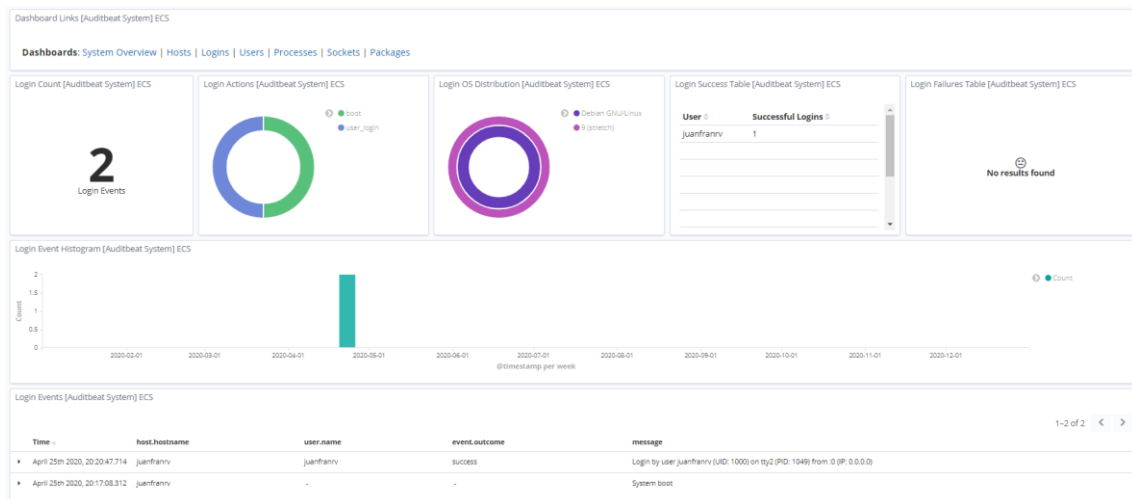 Dashboard Links [Auditbeat System] ECS
Dashboards: System Overview | Hosts | Logins | Users | Processes | Sockets | Packages
Login Count [Auditbeat System] ECS
2
Login Events
Login Actions [Auditbeat System] ECS
boot
user_login
Login OS Distribution [Auditbeat System] ECS
Debian GNU/Linux
9 (stretch)
Login Success Table [Auditbeat System] ECS
User Successful Logins
juanfranrv 1
Login Failures Table [Auditbeat System] ECS
No results found
Login Event Histogram [Auditbeat System] ECS
Count
2
1.5
1
0.5
0
2020-02-01 2020-03-01 2020-04-01 2020-05-01 2020-06-01 2020-07-01 2020-08-01 2020-09-01 2020-10-01 2020-11-01 2020-12-01
@timestamp per week
Count
Login Events [Auditbeat System] ECS
1–2 of 2
Time host.hostname user.name event.outcome message
April 25th 2020, 20:20:47.714 juanfranrv juanfranrv success Login by user juanfranrv (UID: 1000) on tty2 (PID: 1049) from :0 (IP: 0.0.0.0)
April 25th 2020, 20:17:08.312 juanfranrv - - System boot